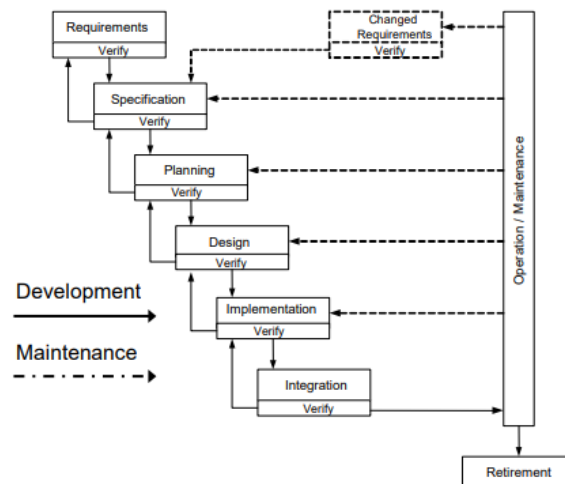 Requirements
Verify
Changed
Requirements
Verify
Specification
Verify
Planning
Verify
Design
Verify
Development
Implementation
Verify
Maintenance
Integration
Verify
Operation / Maintenance
Retirement